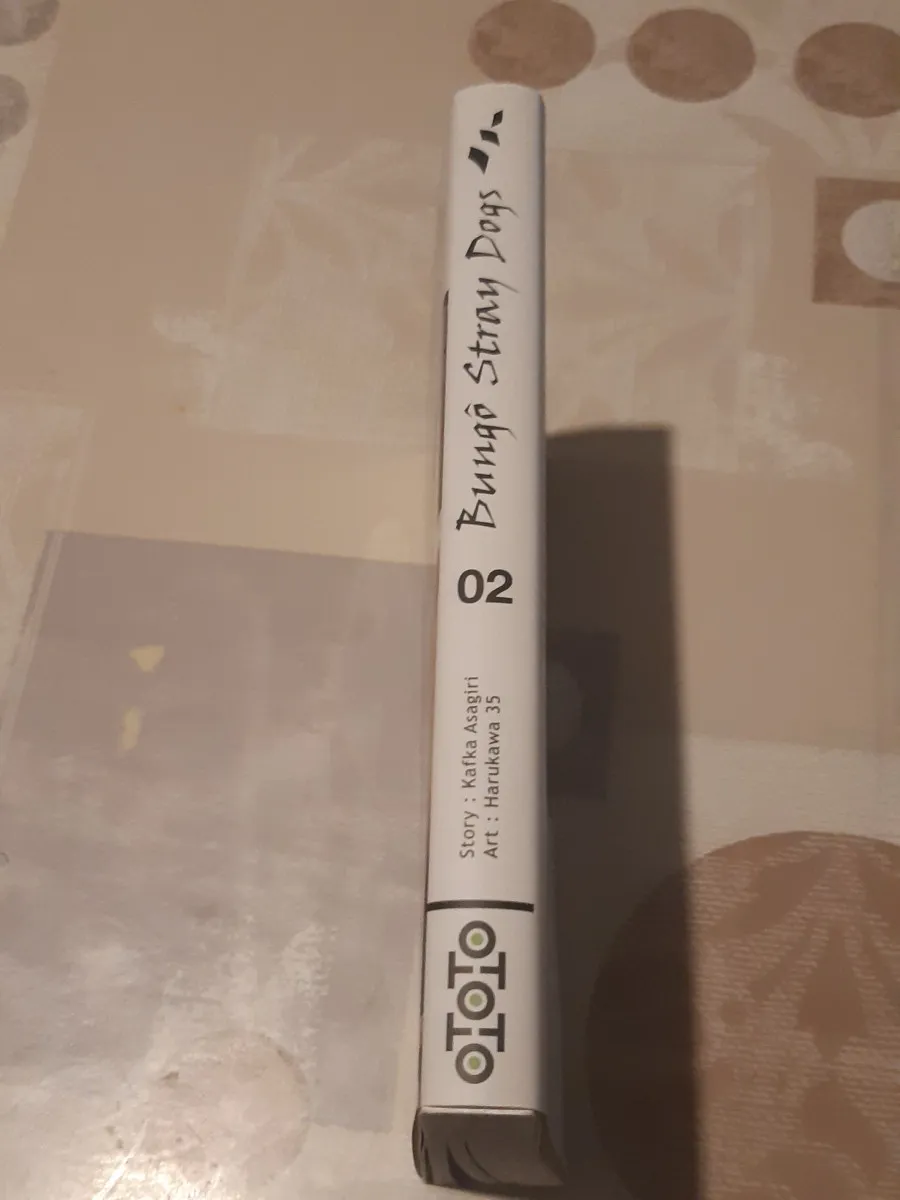 Bungô Stray Dogs
02
Story : Kafka Asagiri
Art : Harukawa 35
OTOTO